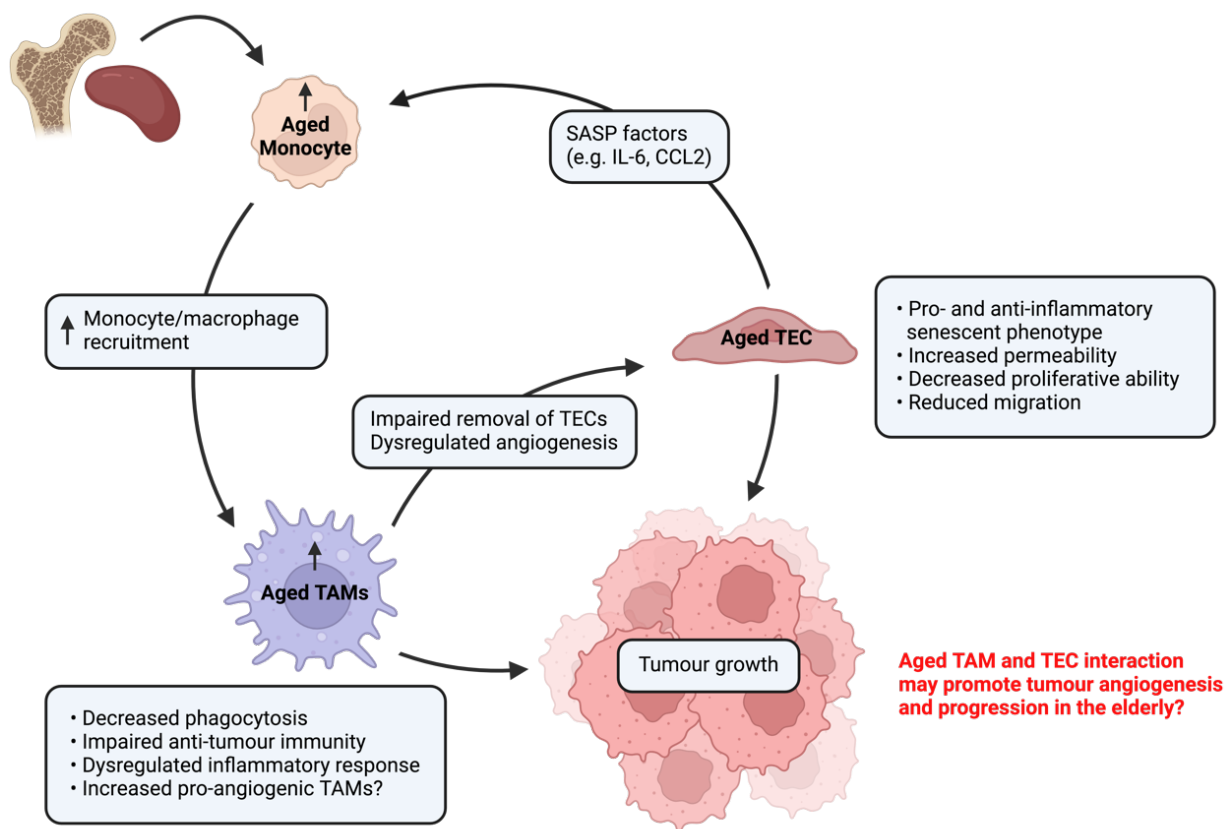 Aged
Monocyte
SASP factors
(e.g. IL-6, CCL2)
Monocyte/macrophage
recruitment
Aged TEC
• Pro- and anti-inflammatory
senescent phenotype
• Increased permeability
• Decreased proliferative ability
• Reduced migration
Impaired removal of TECs
Dysregulated angiogenesis
Aged TAMs
Tumour growth
Aged TAM and TEC interaction
may promote tumour angiogenesis
and progression in the elderly?
• Decreased phagocytosis
• Impaired anti-tumour immunity
• Dysregulated inflammatory response
• Increased pro-angiogenic TAMs?